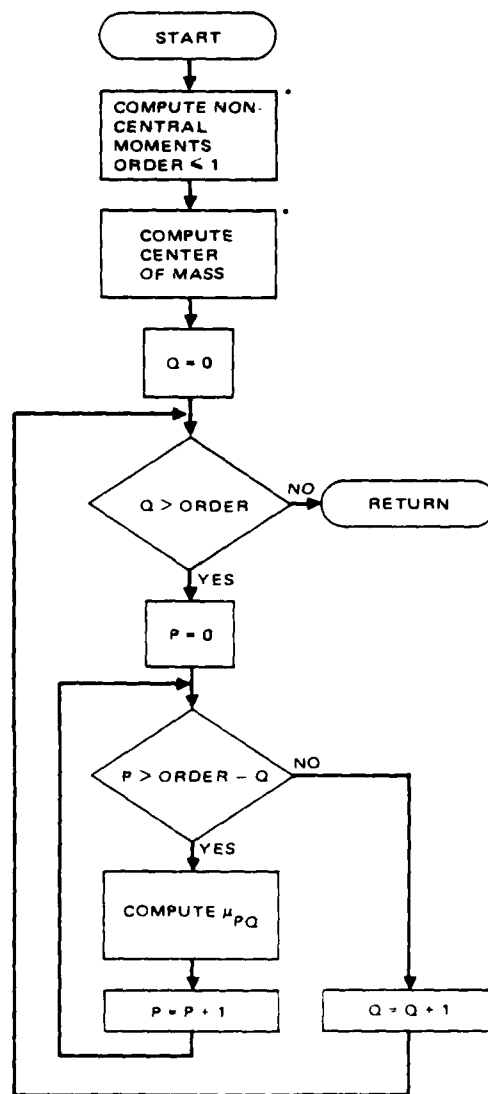 START
COMPUTE NON-
CENTRAL
MOMENTS
ORDER ≤ 1
COMPUTE
CENTER
OF MASS
Q = 0
Q > ORDER
NO
RETURN
YES
P = 0
P > ORDER - Q
NO
YES
COMPUTE μPQ
P = P + 1
Q = Q + 1